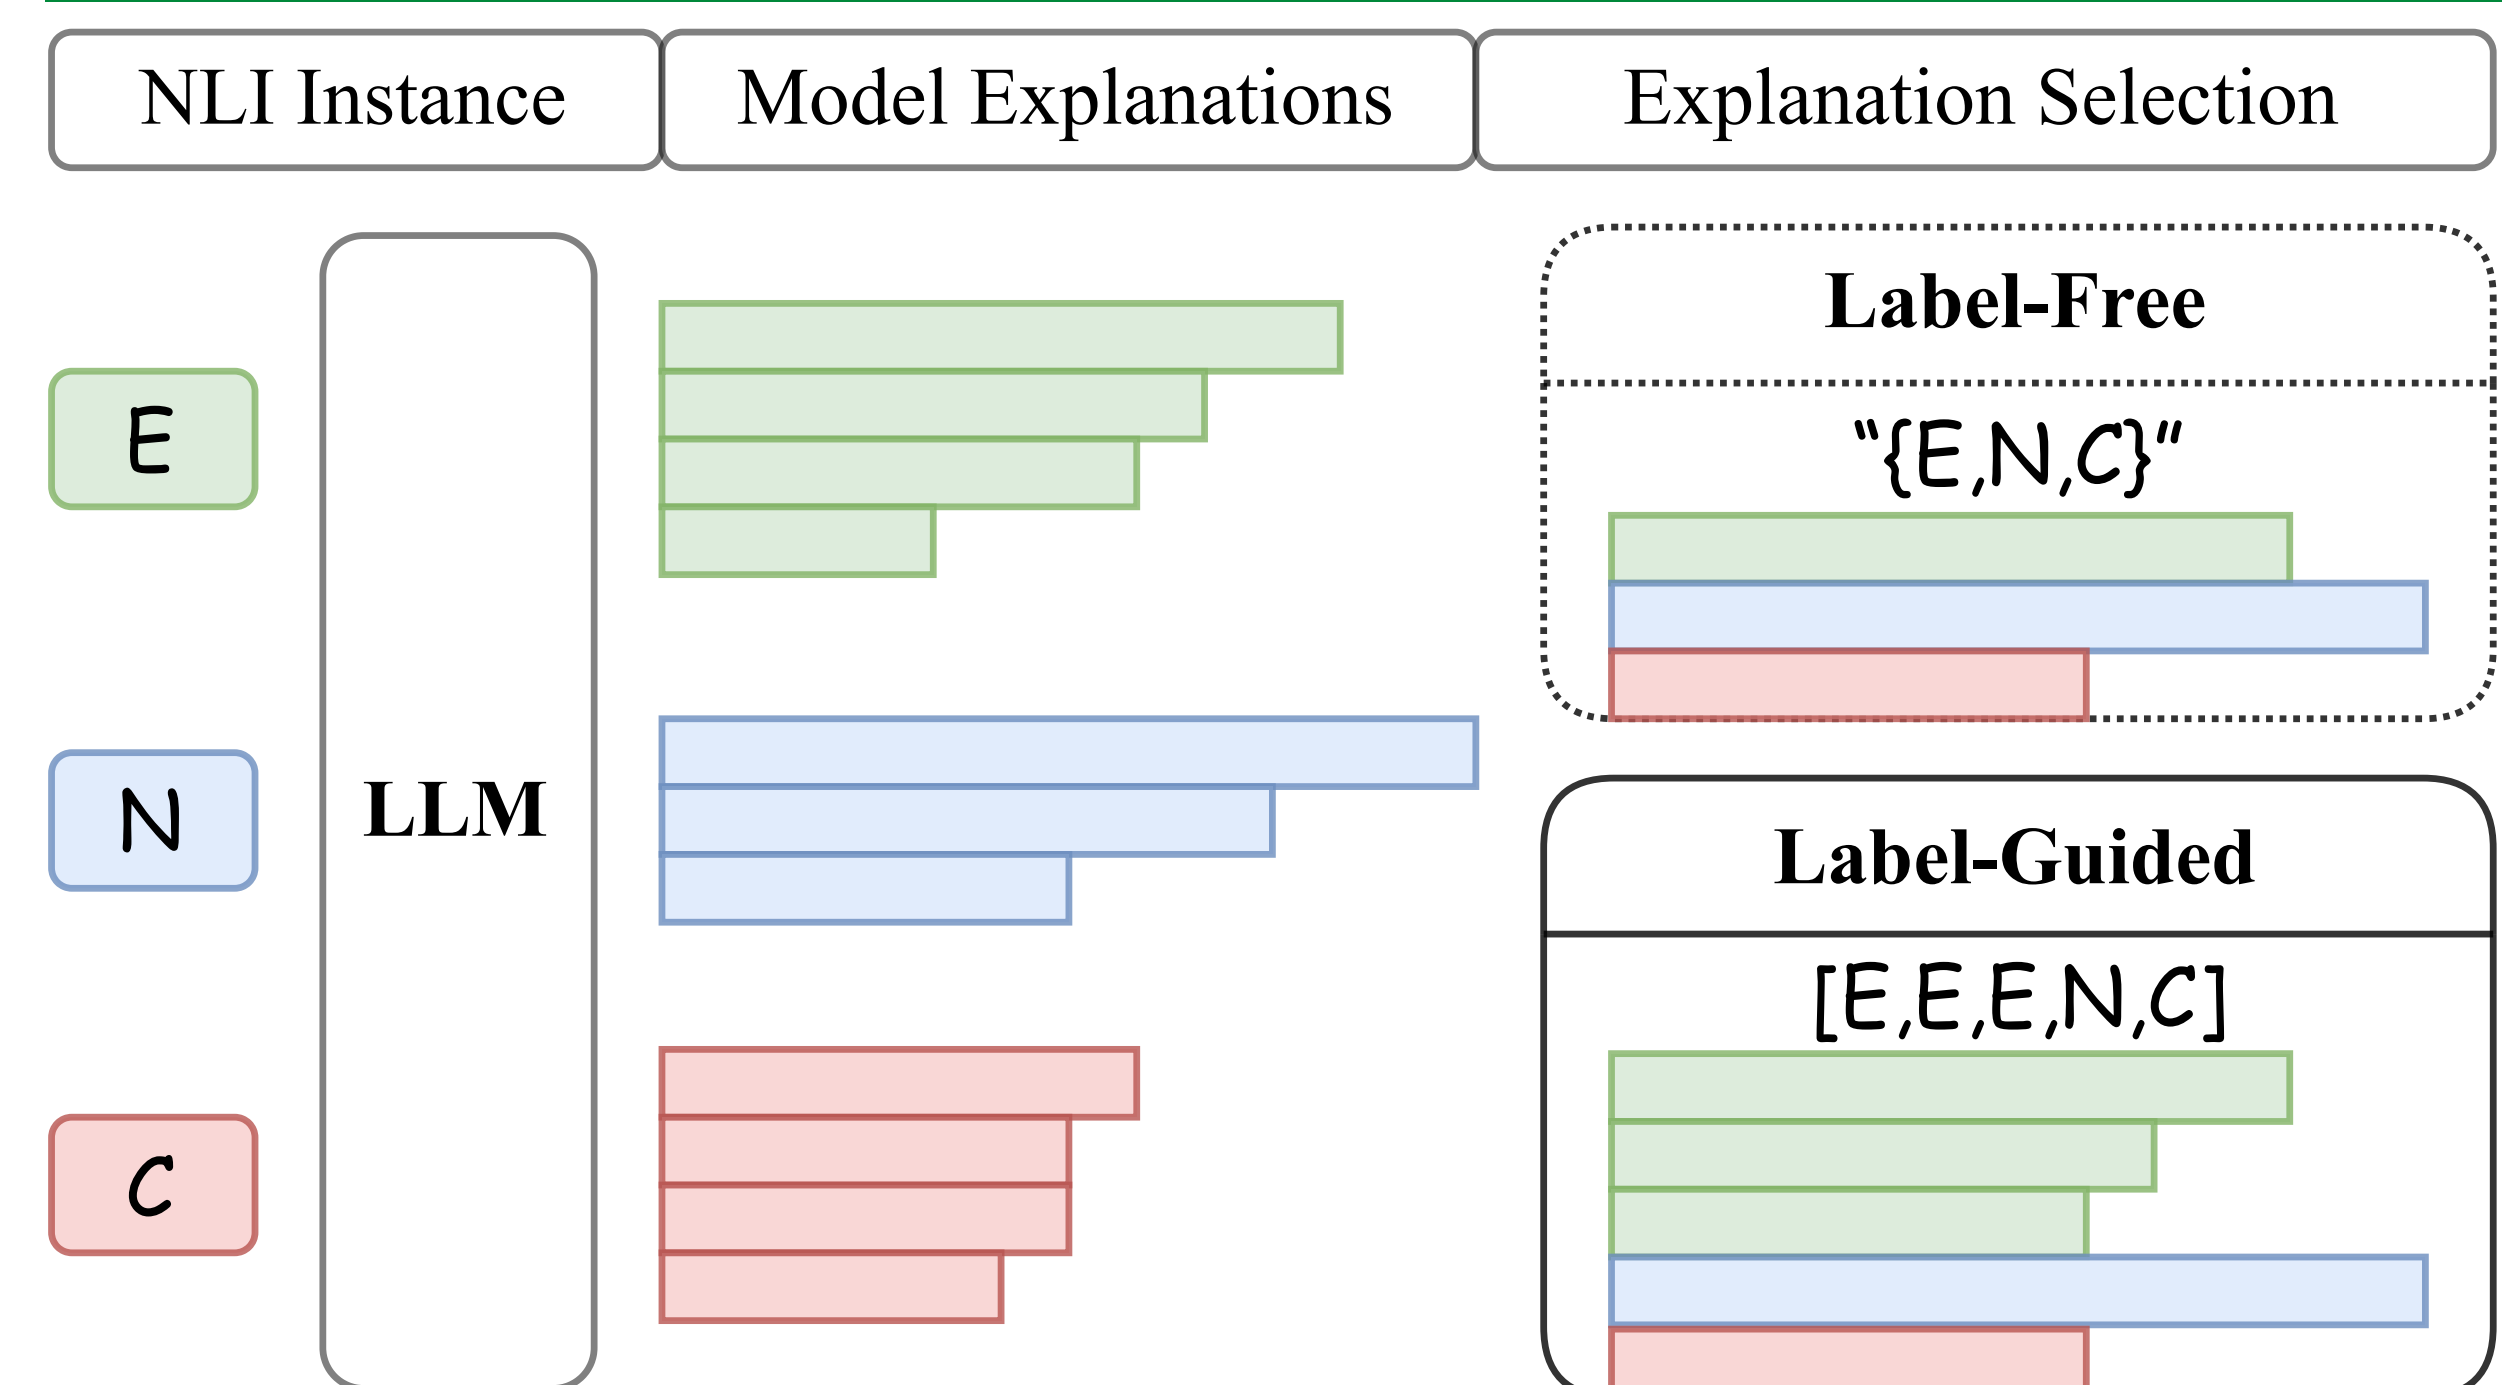 NLI Instance
Model Explanations
Explanation Selection
E
N
C
LLM
Label-Free
"{E,N,C}"
Label-Guided
[E,E,E,N,C]